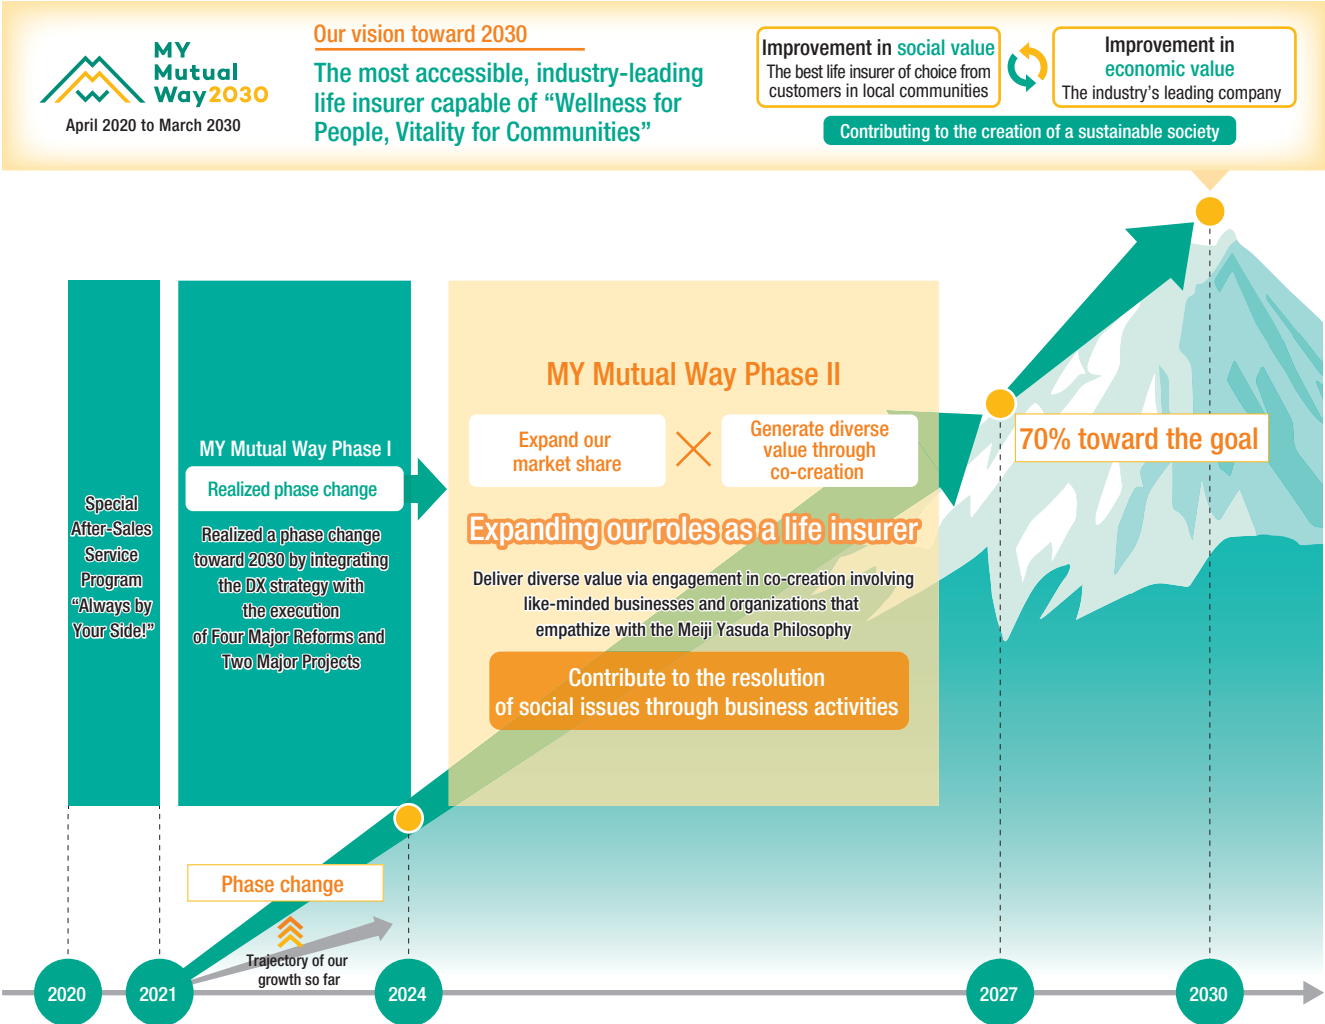 MY
Mutual
Way2030
April 2020 to March 2030
Our vision toward 2030
The most accessible, industry-leading
life insurer capable of “Wellness for
People, Vitality for Communities”
Improvement in social value
The best life insurer of choice from
customers in local communities
Improvement in
economic value
The industry’s leading company
Contributing to the creation of a sustainable society
Special
After-Sales
Service
Program
“Always by
Your Side!”
MY Mutual Way Phase I
Realized phase change
Realized a phase change
toward 2030 by integrating
the DX strategy with
the execution
of Four Major Reforms and
Two Major Projects
MY Mutual Way Phase II
Expand our
market share
Generate diverse
value through
co-creation
Expanding our roles as a life insurer
Deliver diverse value via engagement in co-creation involving
like-minded businesses and organizations that
empathize with the Meiji Yasuda Philosophy
Contribute to the resolution
of social issues through business activities
70% toward the goal
Phase change
Trajectory of our
growth so far
2020
2021
2024
2027
2030